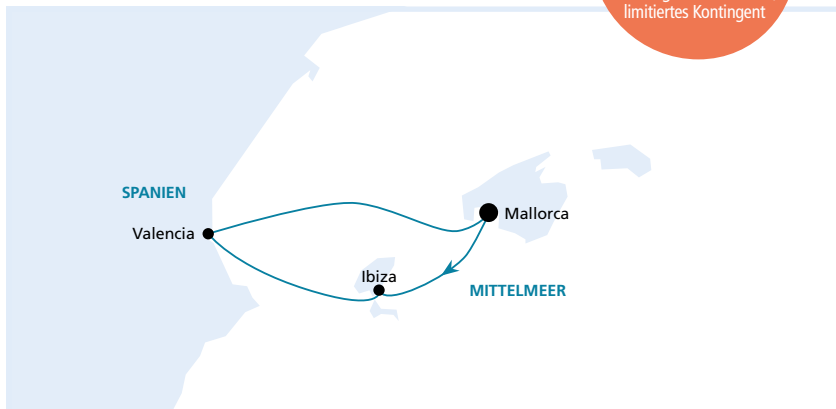 limitiertes Kontingent
SPANIEN
Valencia
Mallorca
Ibiza
MITTELMEER